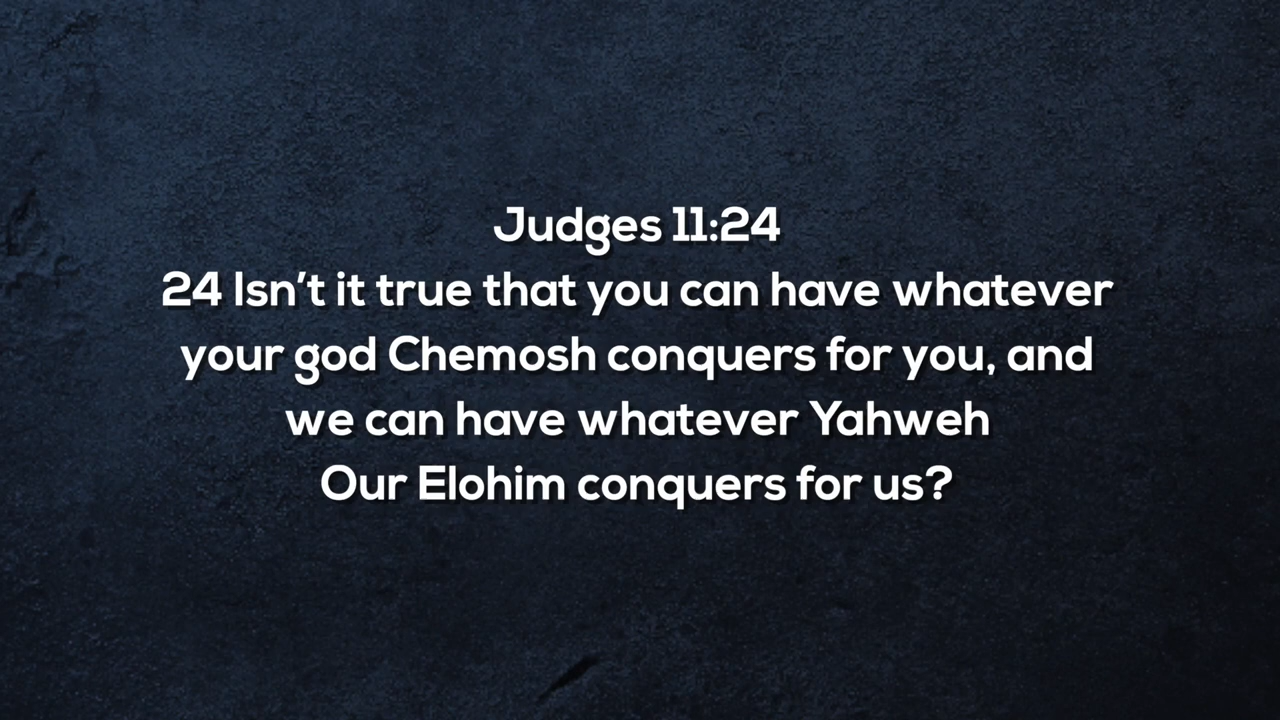 Judges 11:24
24 Isn’t it true that you can have whatever
your god Chemosh conquers for you, and
we can have whatever Yahweh
Our Elohim conquers for us?